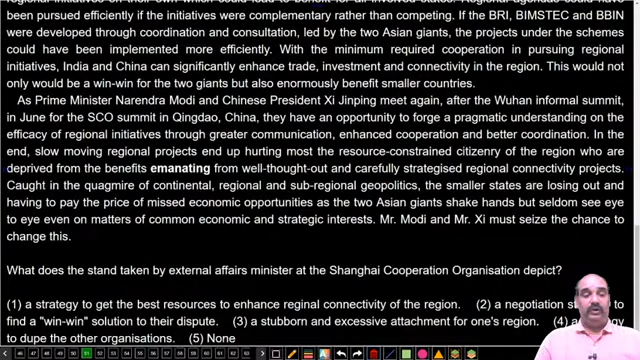 regional initiatives on their own which could lead to benefit for all involved states. Regional agendas could have
been pursued efficiently if the initiatives were complementary rather than competing. If the BRI, BIMSTEC and BBIN
were developed through coordination and consultation, led by the two Asian giants, the projects under the schemes
could have been implemented more efficiently. With the minimum required cooperation in pursuing regional
initiatives, India and China can significantly enhance trade, investment and connectivity in the region. This would not
only would be a win-win for the two giants but also enormously benefit smaller countries.
As Prime Minister Narendra Modi and Chinese President Xi Jinping meet again, after the Wuhan informal summit,
in June for the SCO summit in Qingdao, China, they have an opportunity to forge a pragmatic understanding on
the efficacy of regional initiatives through greater communication, enhanced cooperation and better coordination. In
the end, slow moving regional projects end up hurting most the resource-constrained citizenry of the region who are
deprived from the benefits emanating from well-thought-out and carefully strategised regional connectivity projects.
Caught in the quagmire of continental, regional and sub-regional geopolitics, the smaller states are losing out and
having to pay the price of missed economic opportunities as the two Asian giants shake hands but seldom see eye
to eye even on matters of common economic and strategic interests. Mr. Modi and Mr. Xi must seize the chance to
change this.
What does the stand taken by external affairs minister at the Shanghai Cooperation Organisation depict?
(1) a strategy to get the best resources to enhance reginal connectivity of the region. (2) a negotiation
to find a "win-win" solution to their dispute. (3) a stubborn and excessive attachment for one's region. (4)
to dupe the other organisations. (5) None